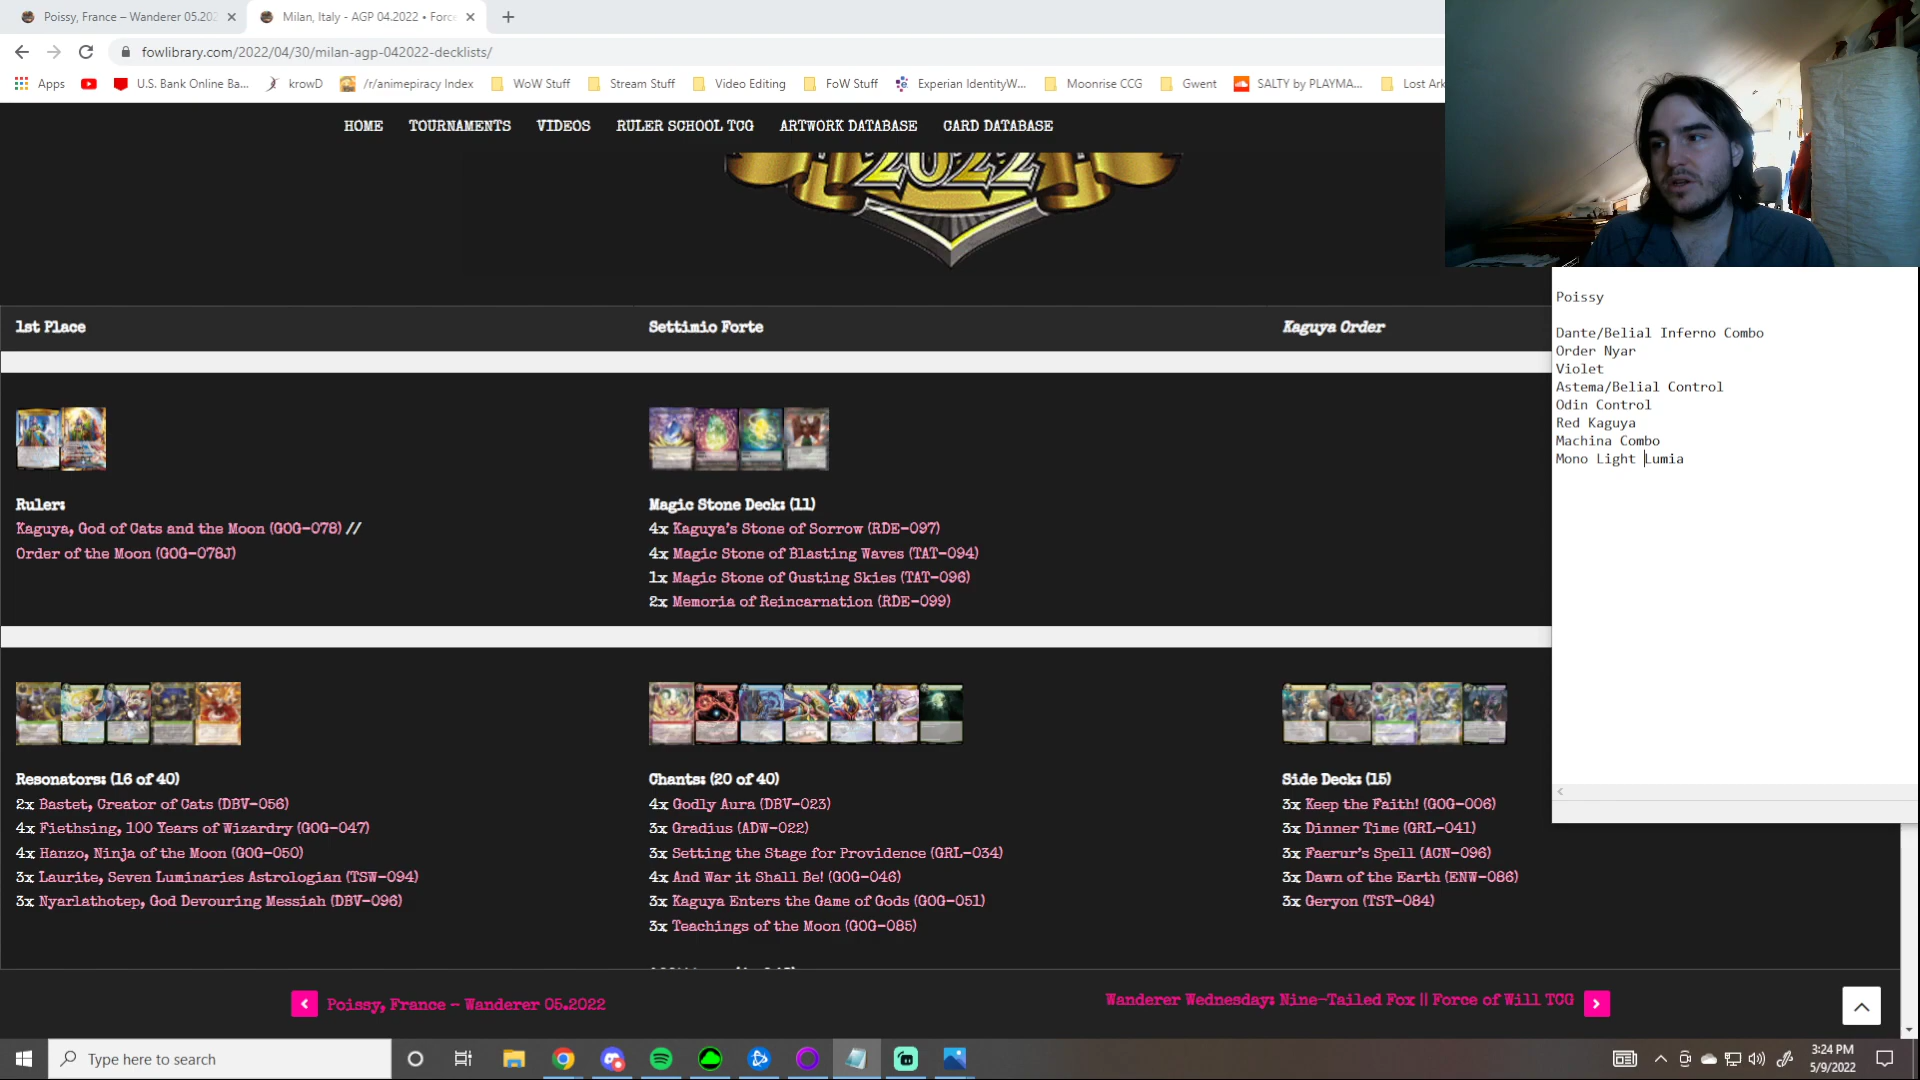 Poissy, France – Wanderer 05.202
Milan, Italy - AGP 04.2022 • Force
fowlibrary.com/2022/04/30/milan-agp-042022-decklists/
Apps
U.S. Bank Online Ba...
krowD
/r/animepiracy Index
WoW Stuff
Stream Stuff
Video Editing
FoW Stuff
Experian IdentityW...
Moonrise CCG
Gwent
SALTY by PLAYMA...
Lost Ark
HOME
TOURNAMENTS
VIDEOS
RULER SCHOOL TCG
ARTWORK DATABASE
CARD DATABASE
2022
1st Place
Settimio Forte
Kaguya Order
Ruler:
Kaguya, God of Cats and the Moon (GOG-078) //
Order of the Moon (GOG-078J)
Magic Stone Deck: (11)
4x Kaguya's Stone of Sorrow (RDE-097)
4x Magic Stone of Blasting Waves (TAT-094)
1x Magic Stone of Gusting Skies (TAT-096)
2x Memoria of Reincarnation (RDE-099)
Resonators: (16 of 40)
2x Bastet, Creator of Cats (DBV-056)
4x Fiethsing, 100 Years of Wizardry (GOG-047)
4x Hanzo, Ninja of the Moon (GOG-050)
3x Laurite, Seven Luminaries Astrologian (TSW-094)
3x Nyarlathotep, God Devouring Messiah (DBV-096)
Chants: (20 of 40)
4x Godly Aura (DBV-023)
3x Gradius (ADW-022)
3x Setting the Stage for Providence (GRL-034)
4x And War it Shall Be! (GOG-046)
3x Kaguya Enters the Game of Gods (GOG-051)
3x Teachings of the Moon (GOG-085)
Side Deck: (15)
3x Keep the Faith! (GOG-006)
3x Dinner Time (GRL-041)
3x Faerur's Spell (ACN-096)
3x Dawn of the Earth (ENW-086)
3x Geryon (TST-084)
Poissy
Dante/Belial Inferno Combo
Order Nyar
Violet
Astema/Belial Control
Odin Control
Red Kaguya
Machina Combo
Mono Light Lumia
Poissy, France – Wanderer 05.2022
Wanderer Wednesday: Nine-Tailed Fox || Force of Will TCG
Type here to search
3:24 PM
5/9/2022